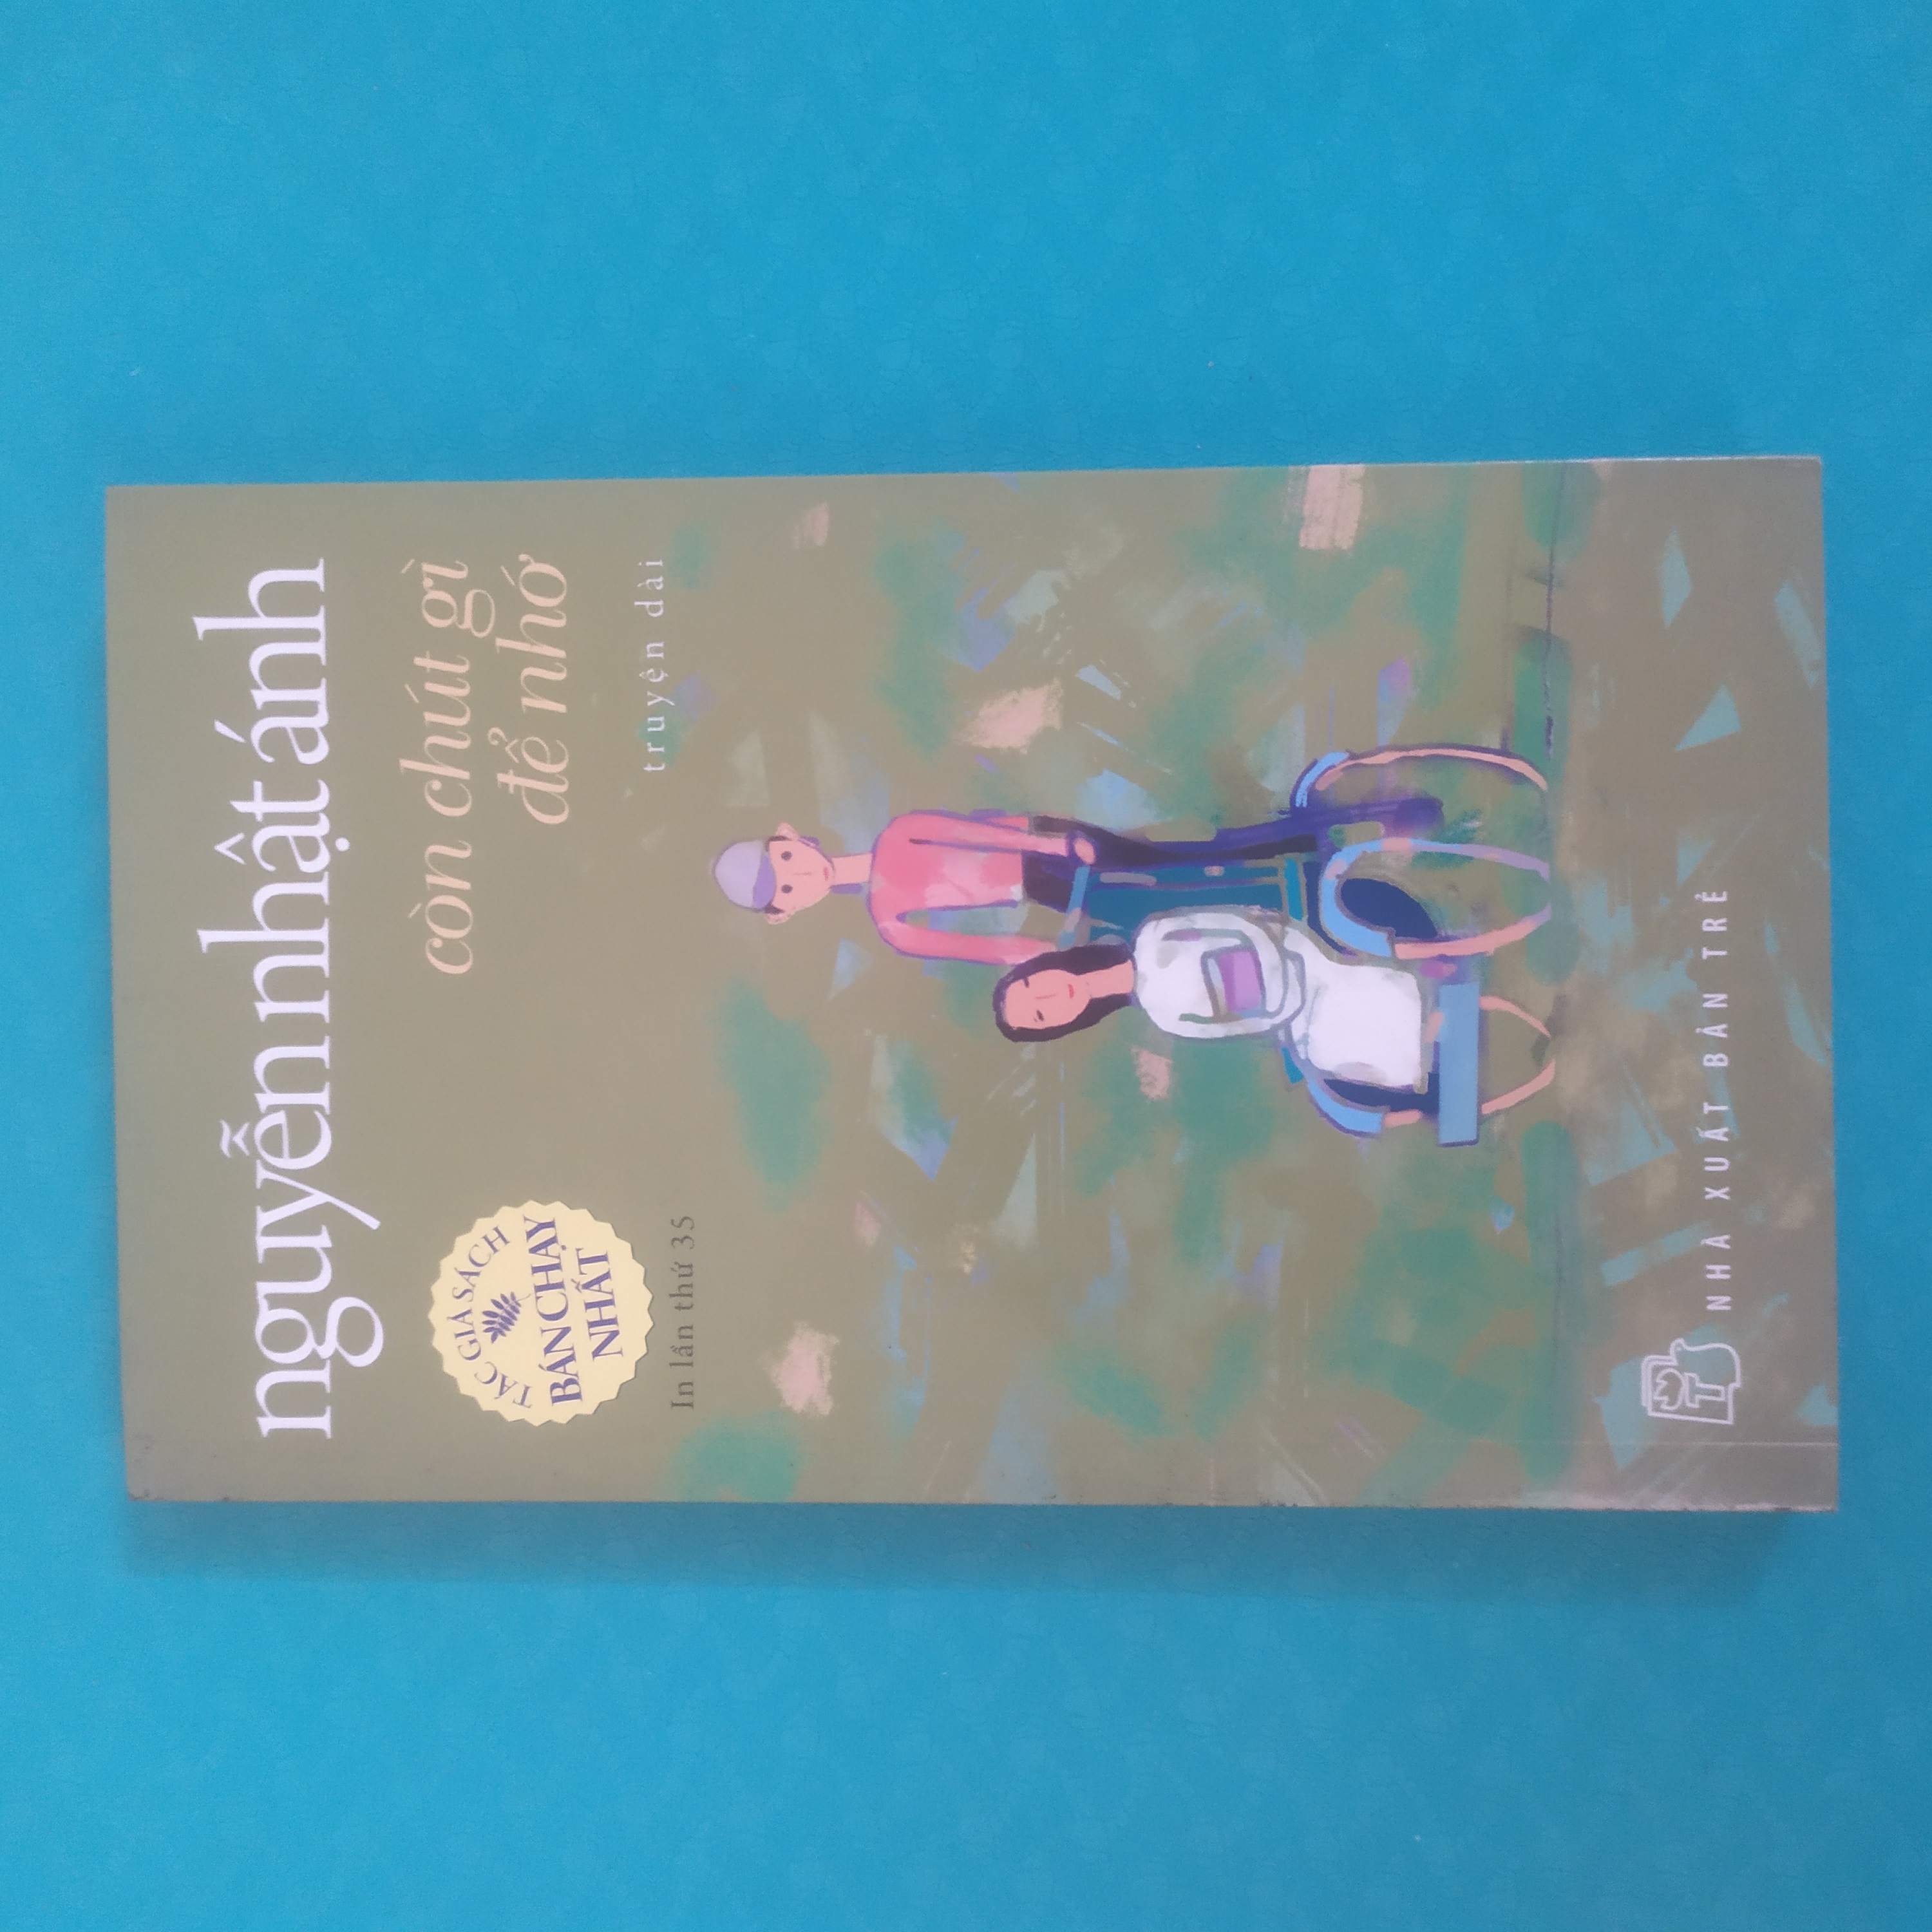 nguyễn nhật ánh
còn chút gì
để nhớ
truyện dài
TÁC GIẢ SÁCH
BÁN CHẠY
NHẤT
In lần thứ 35
T
NHÀ XUẤT BẢN TRẺ